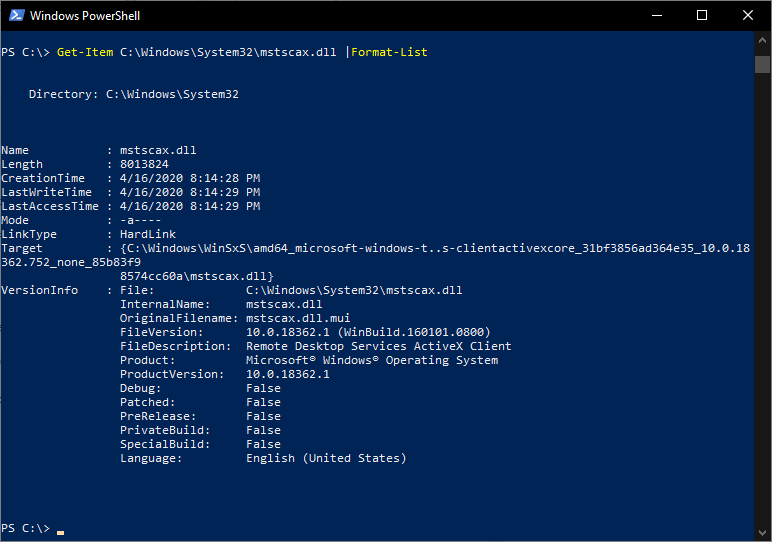 Windows PowerShell
PS C:\> Get-Item C:\Windows\System32\mstscax.dll |Format-List
    Directory: C:\Windows\System32
Name           : mstscax.dll
Length         : 8013824
CreationTime   : 4/16/2020 8:14:28 PM
LastWriteTime  : 4/16/2020 8:14:29 PM
LastAccessTime : 4/16/2020 8:14:29 PM
Mode           : -a----
LinkType       : HardLink
Target         : {C:\Windows\WinSxS\amd64_microsoft-windows-t..s-clientactivexcore_31bf3856ad364e35_10.0.18
362.752_none_85b83f9
                 8574cc60a\mstscax.dll}
VersionInfo    : File:             C:\Windows\System32\mstscax.dll
                 InternalName:     mstscax.dll
                 OriginalFilename: mstscax.dll.mui
                 FileVersion:      10.0.18362.1 (WinBuild.160101.0800)
                 FileDescription:  Remote Desktop Services ActiveX Client
                 Product:          Microsoft® Windows® Operating System
                 ProductVersion:   10.0.18362.1
                 Debug:            False
                 Patched:          False
                 PreRelease:       False
                 PrivateBuild:     False
                 SpecialBuild:     False
                 Language:         English (United States)
PS C:\>